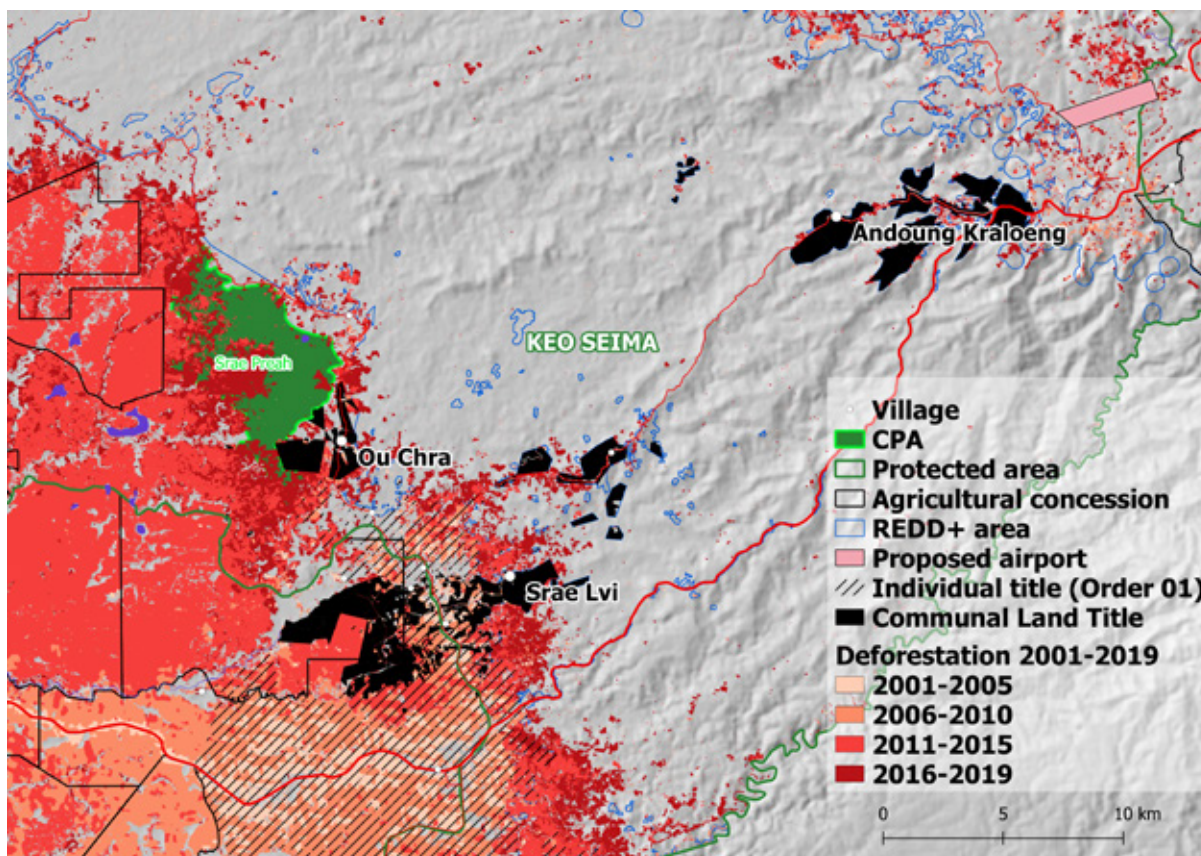 Andoung Kraloeng
KEO SEIMA
Srae Preah
Ou Chra
Srae Lvi
Village
CPA
Protected area
Agricultural concession
REDD+ area
Proposed airport
Individual title (Order 01)
Communal Land Title
Deforestation 2001-2019
2001-2005
2006-2010
2011-2015
2016-2019
0 5 10 km